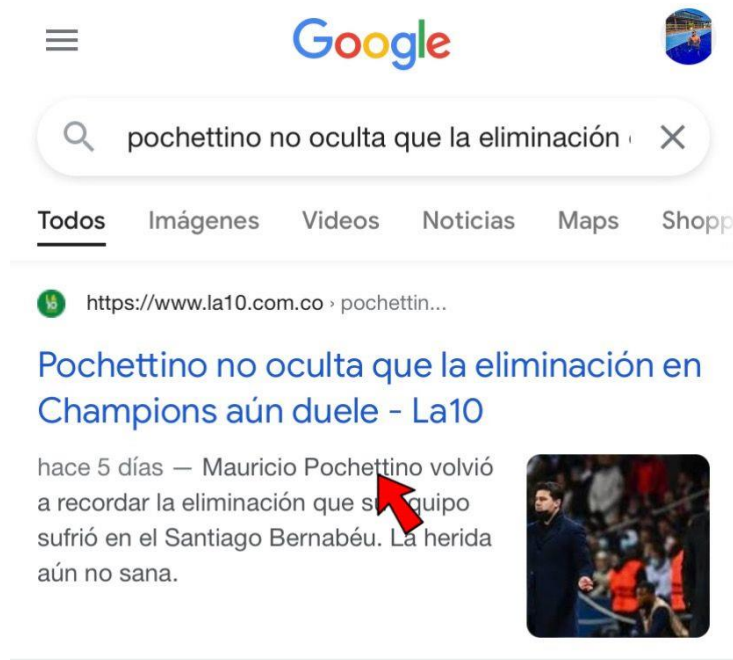 Google
pochettino no oculta que la eliminación
Todos Imágenes Videos Noticias Maps Shopp
https://www.la10.com.co › pochettin...
Pochettino no oculta que la eliminación en
Champions aún duele - La10
hace 5 días — Mauricio Pochettino volvió
a recordar la eliminación que su equipo
sufrió en el Santiago Bernabéu. La herida
aún no sana.